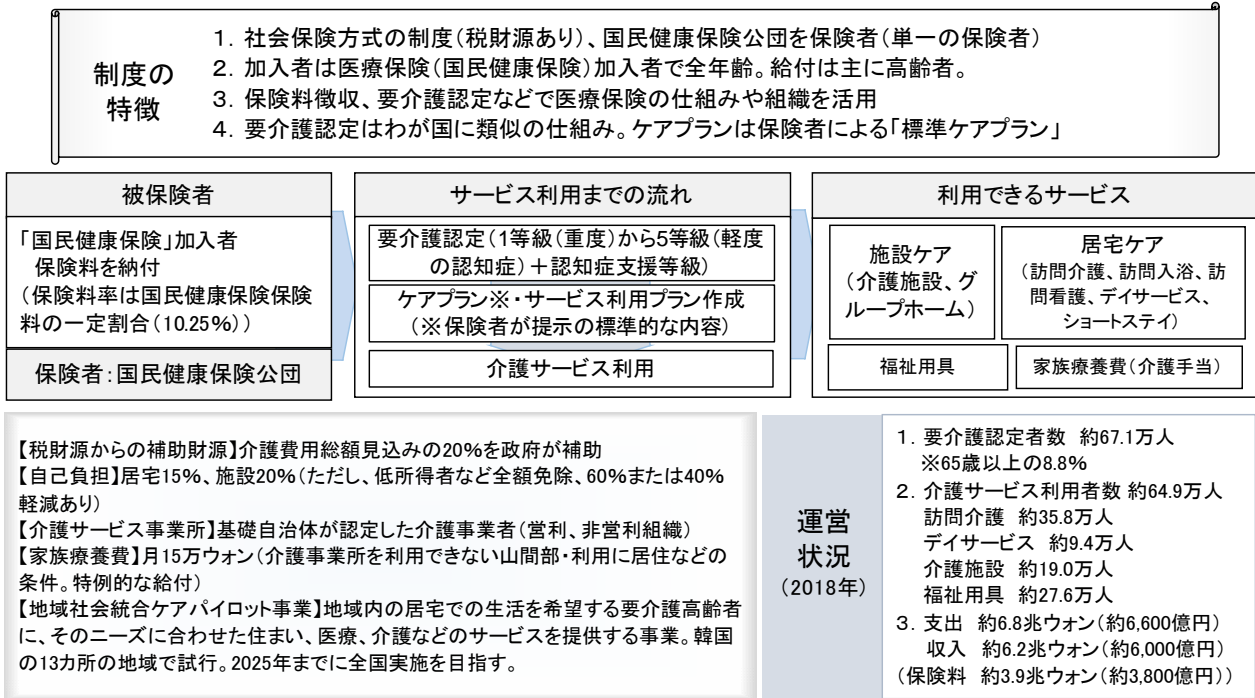 制度の
特徴
1．社会保険方式の制度（税財源あり）、国民健康保険公団を保険者（単一の保険者）
2．加入者は医療保険（国民健康保険）加入者で全年齢。給付は主に高齢者。
3．保険料徴収、要介護認定などで医療保険の仕組みや組織を活用
4．要介護認定はわが国に類似の仕組み。ケアプランは保険者による「標準ケアプラン」
被保険者
「国民健康保険」加入者
保険料を納付
（保険料率は国民健康保険保険
料の一定割合（10.25％））
保険者：国民健康保険公団
サービス利用までの流れ
要介護認定（1等級（重度）から5等級（軽度
の認知症）＋認知症支援等級）
ケアプラン※・サービス利用プラン作成
（※保険者が提示の標準的な内容）
介護サービス利用
利用できるサービス
施設ケア
（介護施設、グ
ループホーム）
居宅ケア
（訪問介護、訪問入浴、訪
問看護、デイサービス、
ショートステイ）
福祉用具
家族療養費（介護手当）
【税財源からの補助財源】介護費用総額見込みの20％を政府が補助
【自己負担】居宅15％、施設20％（ただし、低所得者など全額免除、60％または40％
軽減あり）
【介護サービス事業所】基礎自治体が認定した介護事業者（営利、非営利組織）
【家族療養費】月15万ウォン（介護事業所を利用できない山間部・利用に居住などの
条件。特例的な給付）
【地域社会統合ケアパイロット事業】地域内の居宅での生活を希望する要介護高齢者
に、そのニーズに合わせた住まい、医療、介護などのサービスを提供する事業。韓国
の13カ所の地域で試行。2025年までに全国実施を目指す。
運営
状況
（2018年）
1．要介護認定者数 約67.1万人
※65歳以上の8.8％
2．介護サービス利用者数 約64.9万人
訪問介護 約35.8万人
デイサービス 約9.4万人
介護施設 約19.0万人
福祉用具 約27.6万人
3．支出 約6.8兆ウォン（約6,600億円）
収入 約6.2兆ウォン（約6,000億円）
（保険料 約3.9兆ウォン（約3,800億円））